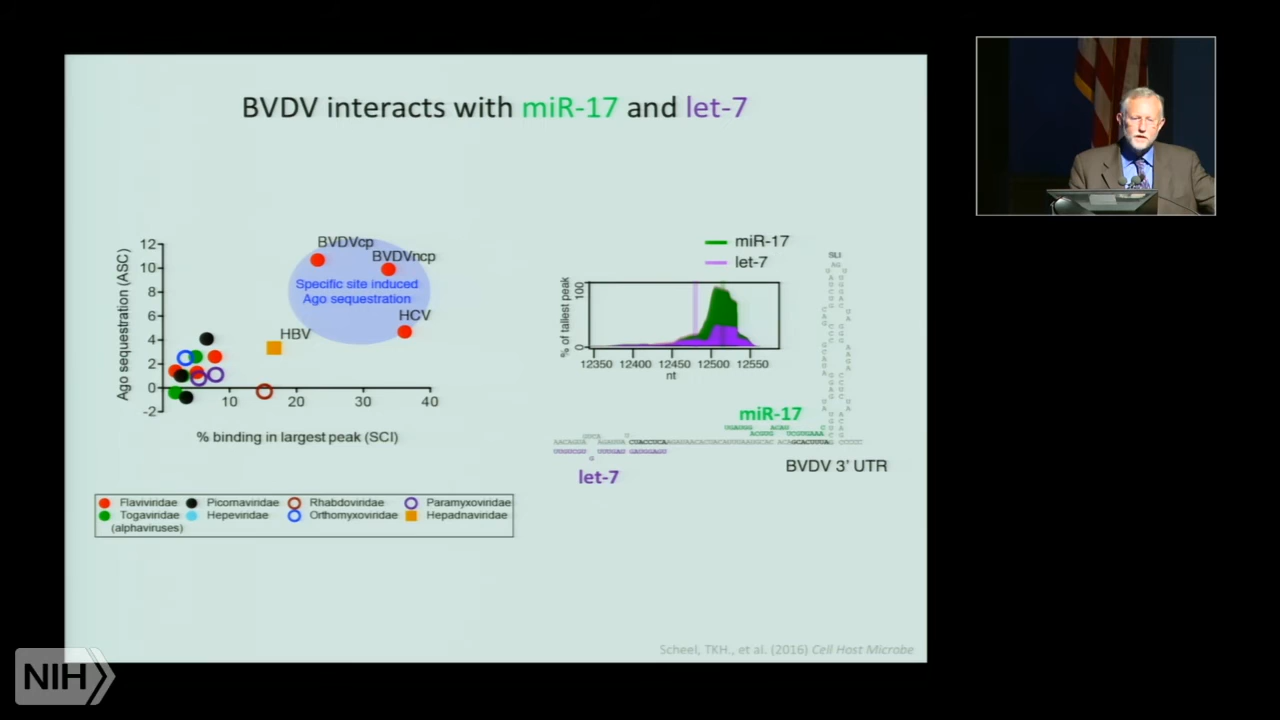 BVDV interacts with miR-17 and let-7
Ago sequestration (ASC)
12
10
8
6
4
2
0
-2
10
20
30
40
% binding in largest peak (SCI)
BVDVcp
BVDVncp
Specific site induced
Ago sequestration
HCV
HBV
Flaviviridae
Picornaviridae
Rhabdoviridae
Paramyxoviridae
Togaviridae
(alphaviruses)
Hepeviridae
Orthomyxoviridae
Hepadnaviridae
miR-17
let-7
% of tallest peak
100
0
12350
12400
12450
12500
12550
nt
SLI
miR-17
CUACCUCA
GCACUUUA
let-7
BVDV 3' UTR
Scheel, TKH., et al. (2016) Cell Host Microbe
NIH